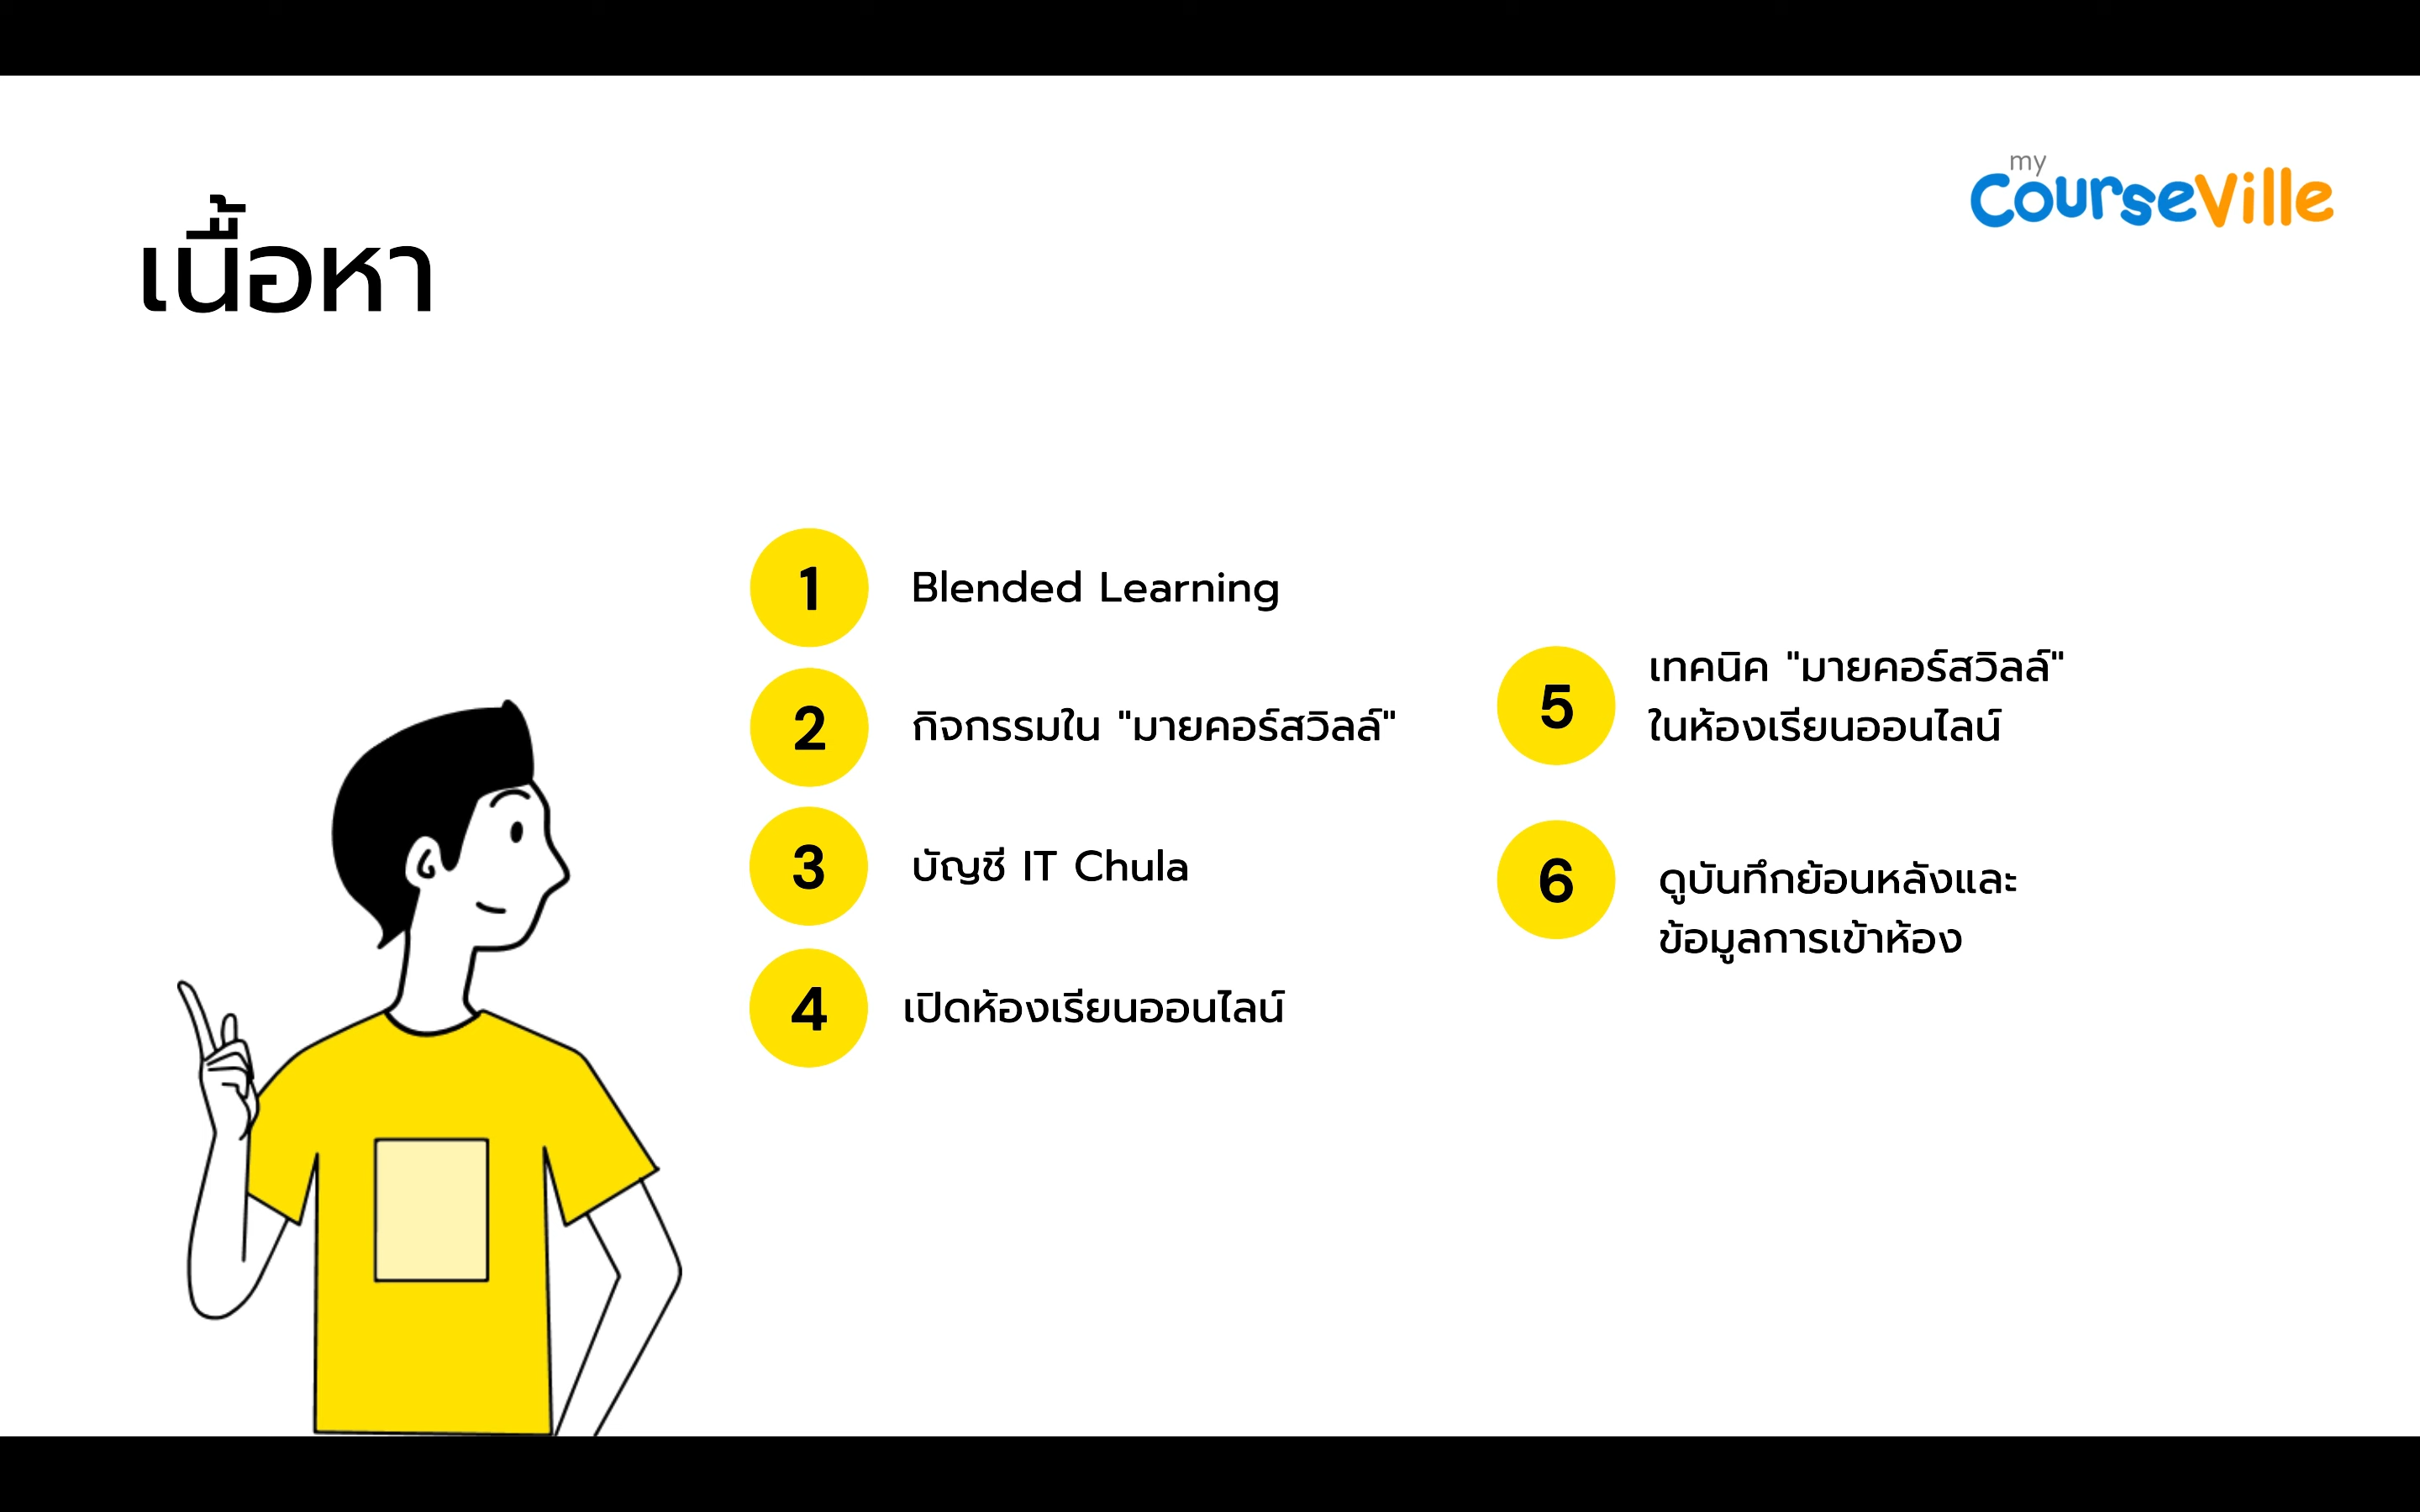 my
CourseVille
เนื้อหา
1
Blended Learning
2
กิจกรรมใน "มายคอร์สวิลล์"
3
บัญชี IT Chula
4
เปิดห้องเรียนออนไลน์
5
เทคนิค "มายคอร์สวิลล์"
ในห้องเรียนออนไลน์
6
ดูบันทึกย้อนหลังและ
ข้อมูลการเข้าห้อง